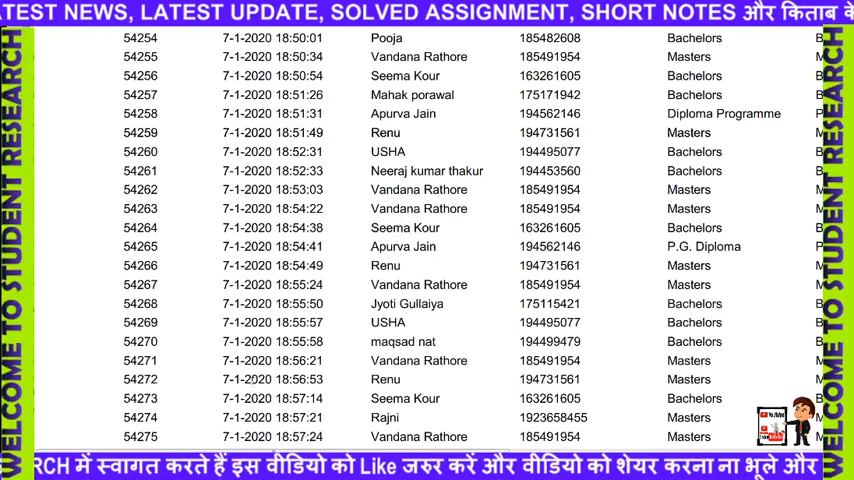 ATEST NEWS, LATEST UPDATE, SOLVED ASSIGNMENT, SHORT NOTES और किताब के
WELCOME TO STUDENT RESEARCH
54254 7-1-2020 18:50:01 Pooja 185482608 Bachelors B
54255 7-1-2020 18:50:34 Vandana Rathore 185491954 Masters M
54256 7-1-2020 18:50:54 Seema Kour 163261605 Bachelors B
54257 7-1-2020 18:51:26 Mahak porawal 175171942 Bachelors B
54258 7-1-2020 18:51:31 Apurva Jain 194562146 Diploma Programme P
54259 7-1-2020 18:51:49 Renu 194731561 Masters M
54260 7-1-2020 18:52:31 USHA 194495077 Bachelors B
54261 7-1-2020 18:52:33 Neeraj kumar thakur 194453560 Bachelors B
54262 7-1-2020 18:53:03 Vandana Rathore 185491954 Masters M
54263 7-1-2020 18:54:22 Vandana Rathore 185491954 Masters M
54264 7-1-2020 18:54:38 Seema Kour 163261605 Bachelors B
54265 7-1-2020 18:54:41 Apurva Jain 194562146 P.G. Diploma P
54266 7-1-2020 18:54:49 Renu 194731561 Masters M
54267 7-1-2020 18:55:24 Vandana Rathore 185491954 Masters M
54268 7-1-2020 18:55:50 Jyoti Gullaiya 175115421 Bachelors B
54269 7-1-2020 18:55:57 USHA 194495077 Bachelors B
54270 7-1-2020 18:55:58 maqsad nat 194499479 Bachelors B
54271 7-1-2020 18:56:21 Vandana Rathore 185491954 Masters M
54272 7-1-2020 18:56:53 Renu 194731561 Masters M
54273 7-1-2020 18:57:14 Seema Kour 163261605 Bachelors B
54274 7-1-2020 18:57:21 Rajni 1923658455 Masters M
54275 7-1-2020 18:57:24 Vandana Rathore 185491954 Masters M
WELCOME TO STUDENT RESEARCH
RCH में स्वागत करते हैं इस वीडियो को Like जरुर करें और वीडियो को शेयर करना ना भूले और